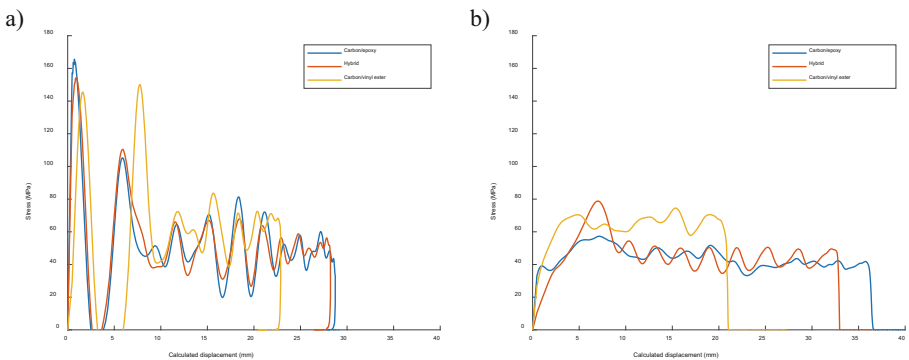 a)
180
160
140
120
100
80
60
40
20
0
Stress (MPa)
0 5 10 15 20 25 30 35 40
Calculated displacement (mm)
Carbon/epoxy
Hybrid
Carbon/vinyl ester
b)
180
160
140
120
100
80
60
40
20
0
Stress (MPa)
0 5 10 15 20 25 30 35 40
Calculated displacement (mm)
Carbon/epoxy
Hybrid
Carbon/vinyl ester